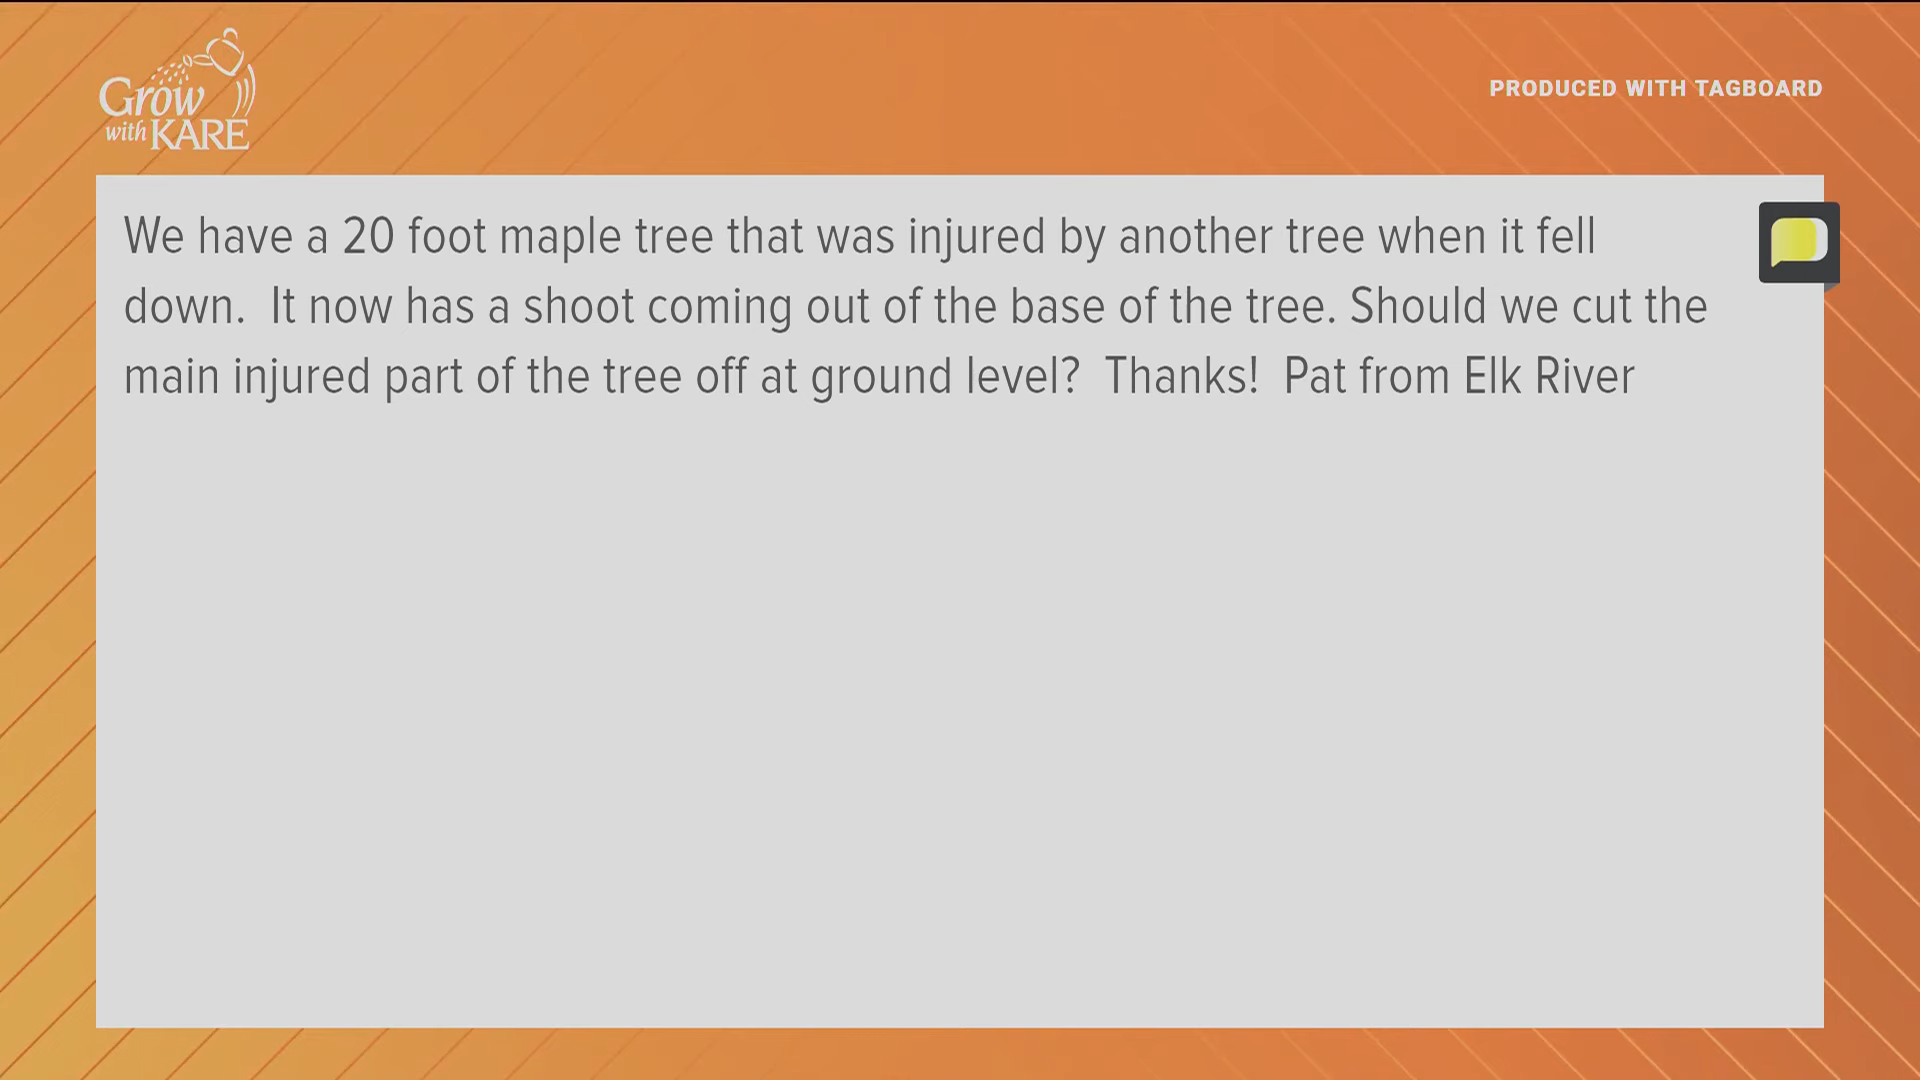 Grow
with KARE
PRODUCED WITH TAGBOARD
We have a 20 foot maple tree that was injured by another tree when it fell
down.  It now has a shoot coming out of the base of the tree. Should we cut the
main injured part of the tree off at ground level?  Thanks!  Pat from Elk River